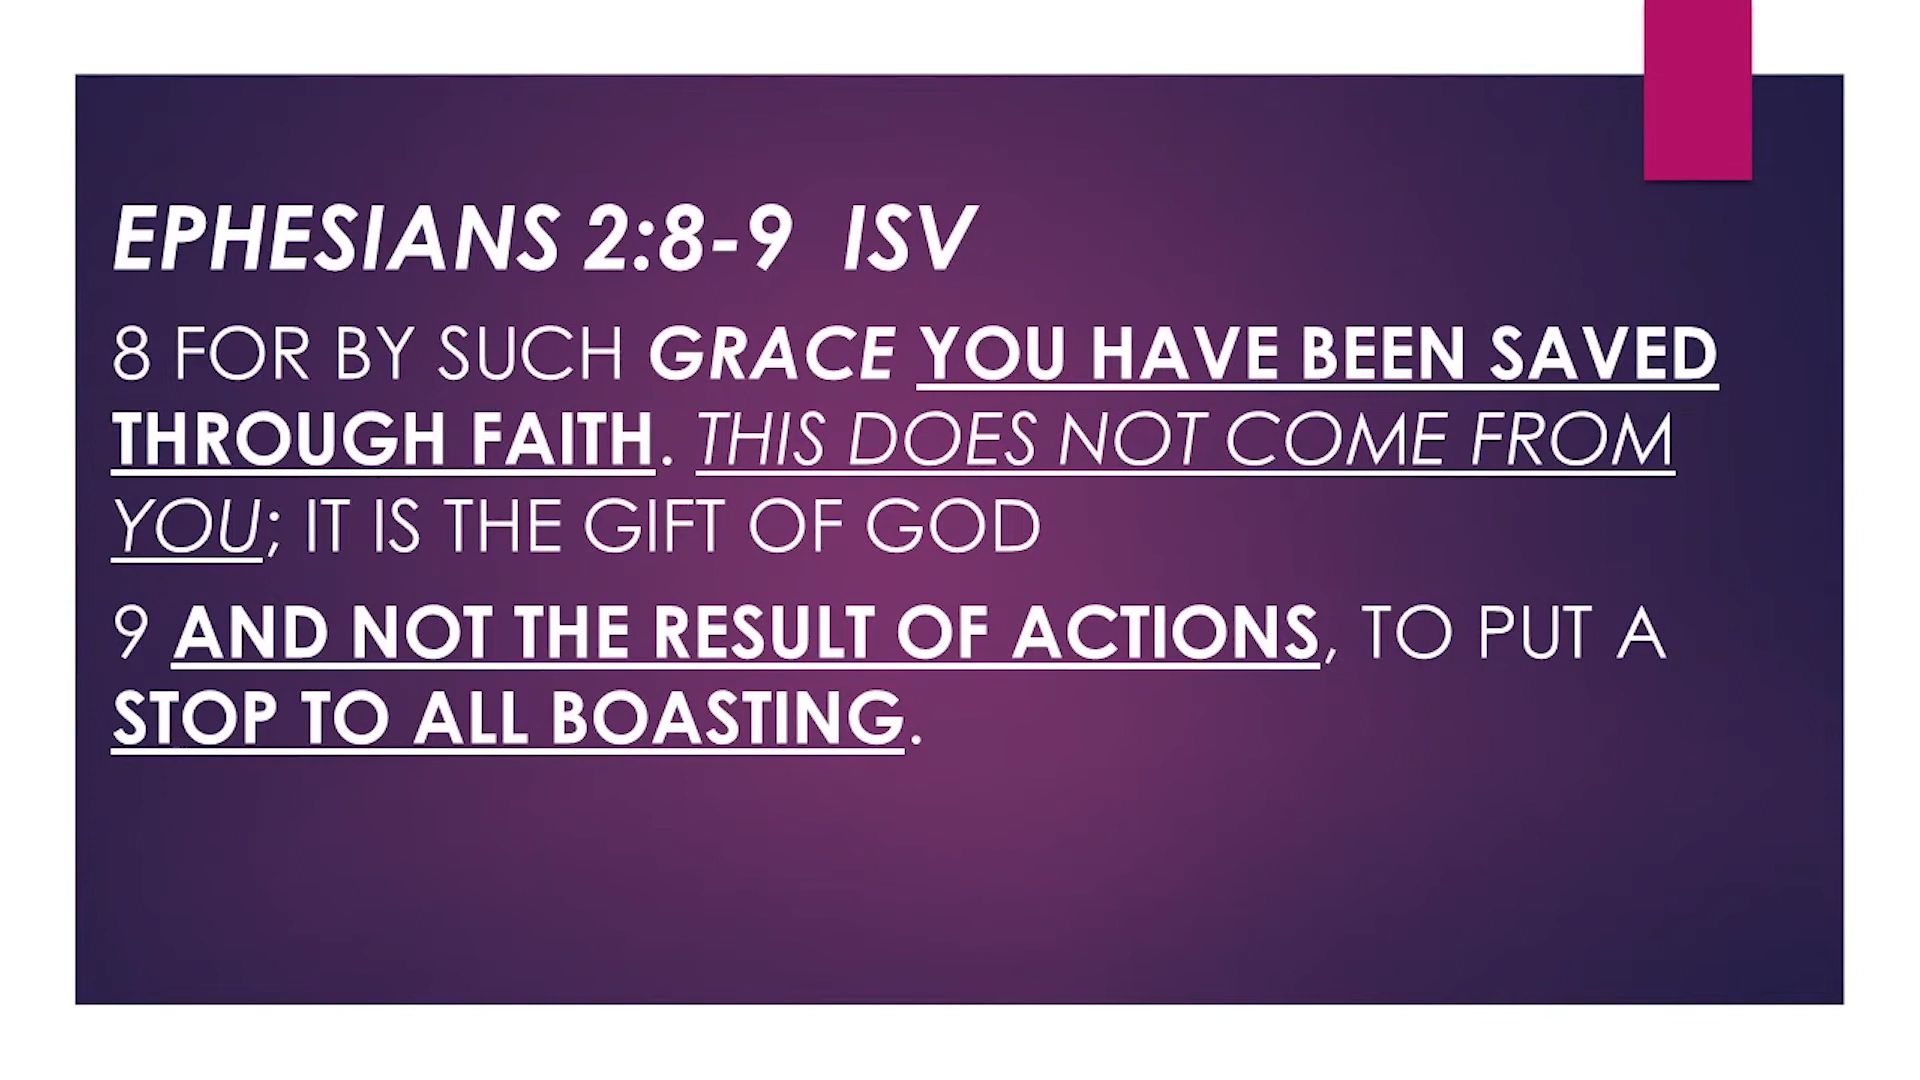 EPHESIANS 2:8-9 ISV
8 FOR BY SUCH GRACE YOU HAVE BEEN SAVED
THROUGH FAITH. THIS DOES NOT COME FROM
YOU; IT IS THE GIFT OF GOD
9 AND NOT THE RESULT OF ACTIONS, TO PUT A
STOP TO ALL BOASTING.